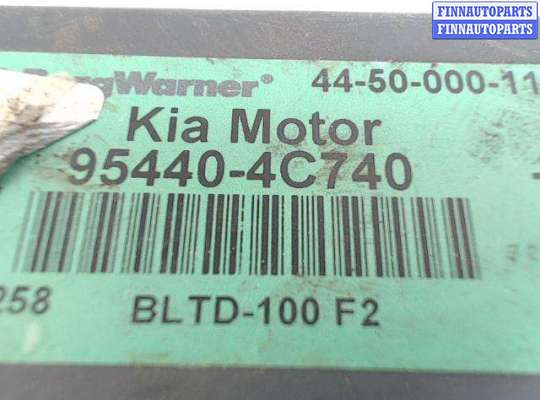 FINNAUTOPARTS
FINNAUTOPARTS
BorgWarner® 44-50-000-11
Kia Motor
95440-4C740
258 BLTD-100 F2